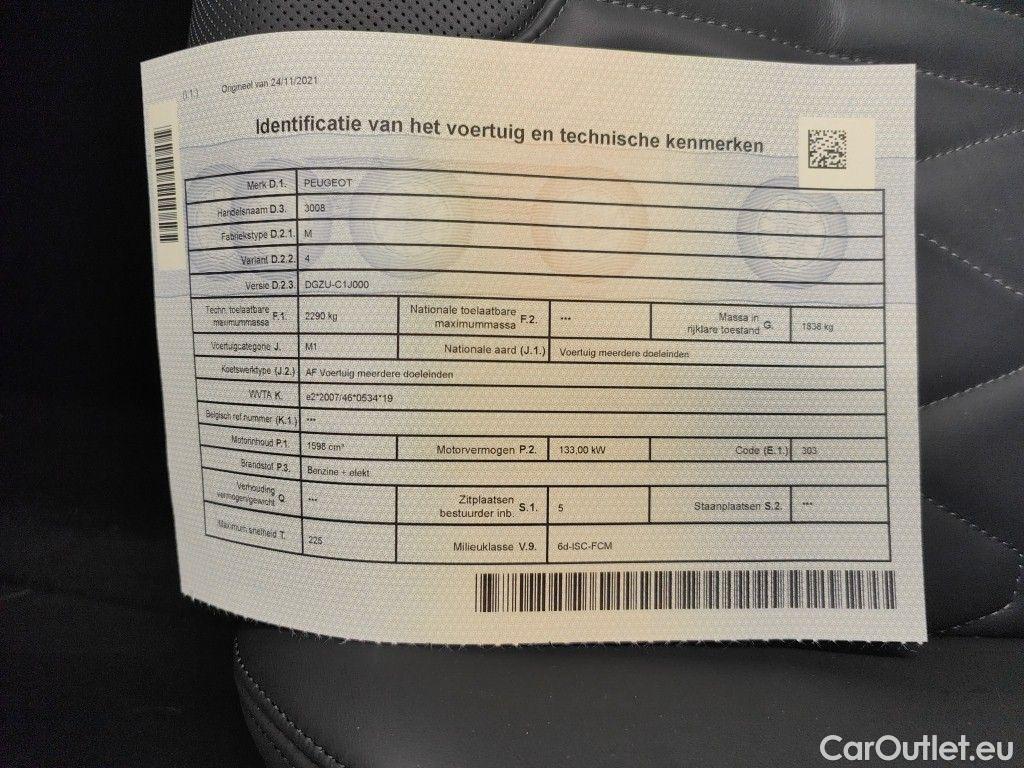 (I.1.) Origineel van 24/11/2021
Identificatie van het voertuig en technische kenmerken
Merk D.1. PEUGEOT
Handelsnaam D.3. 3008
Fabriekstype D.2.1. M
Variant D.2.2. 4
Versie D.2.3. DGZU-C1J000
Techn. toelaatbare maximummassa F.1. 2290 kg Nationale toelaatbare maximummassa F.2. *** Massa in rijklare toestand G. 1838 kg
Voertuigcategorie J. M1 Nationale aard (J.1.) Voertuig meerdere doeleinden
Koetswerktype (J.2.) AF Voertuig meerdere doeleinden
WVTA K. e2*2007/46*0534*19
Belgisch ref.nummer (K.1.) ***
Motorinhoud P.1. 1598 cm³ Motorvermogen P.2. 133,00 kW Code (E.1.) 303
Brandstof P.3. Benzine + elekt
Verhouding vermogen/gewicht Q. *** Zitplaatsen bestuurder inb. S.1. 5 Staanplaatsen S.2. ***
Maximum snelheid T. 225 Milieuklasse V.9. 6d-ISC-FCM
CarOutlet.eu